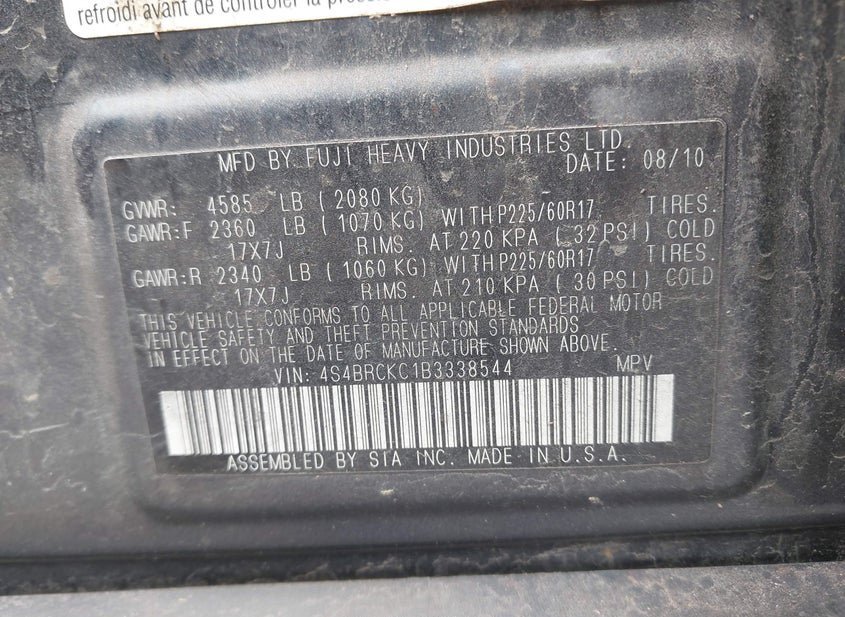 refroidi avant de contrôler la
MFD BY FUJI HEAVY INDUSTRIES LTD.
DATE: 08/10
GVWR: 4585 LB ( 2080 KG)
GAWR:F 2360 LB ( 1070 KG) WITH P225/60R17 TIRES.
17X7J RIMS. AT 220 KPA ( 32 PSI) COLD
GAWR:R 2340 LB ( 1060 KG) WITH P225/60R17 TIRES.
17X7J RIMS. AT 210 KPA ( 30 PSI) COLD
THIS VEHICLE CONFORMS TO ALL APPLICABLE FEDERAL MOTOR
VEHICLE SAFETY AND THEFT PREVENTION STANDARDS
IN EFFECT ON THE DATE OF MANUFACTURE SHOWN ABOVE.
VIN: 4S4BRCKC1B3338544 MPV
ASSEMBLED BY SIA INC. MADE IN U.S.A.